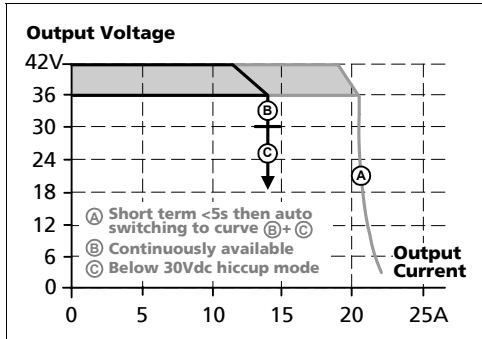 Output Voltage
42V
36
30
24
18
12
6
0
B
C
A
A Short term <5s then auto
switching to curve B + C
B Continuously available
C Below 30Vdc hiccup mode
Output
Current
0 5 10 15 20 25A